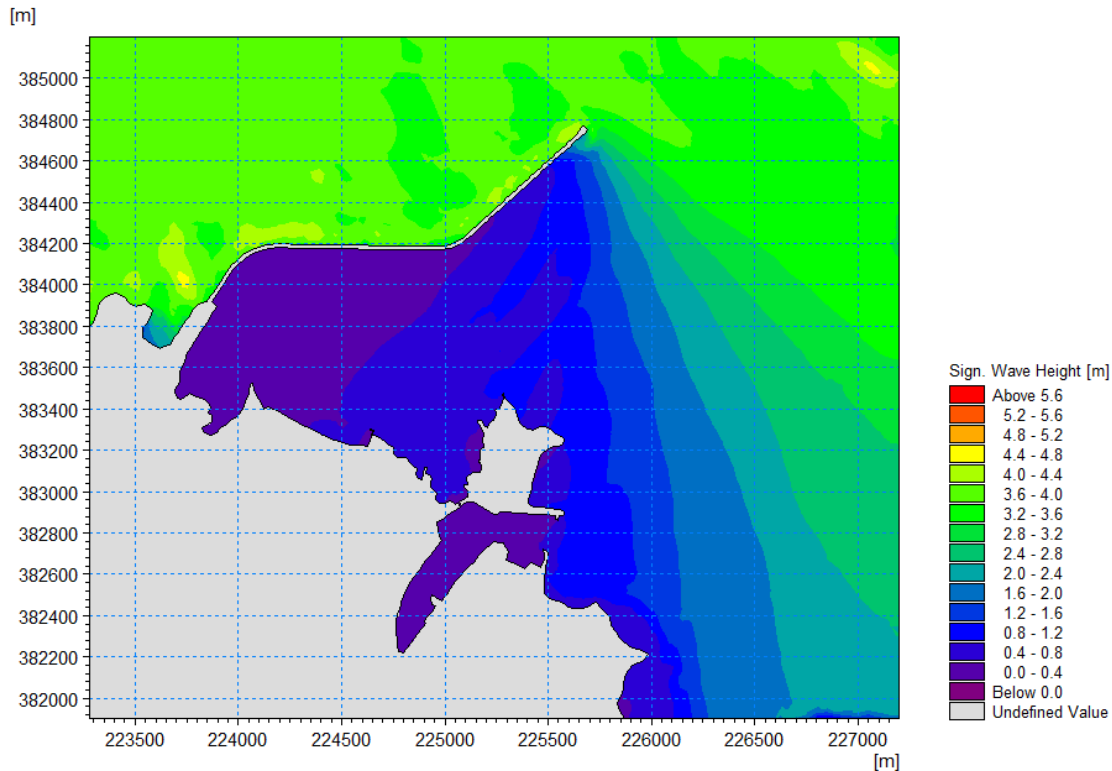 [m]
385000
384800
384600
384400
384200
384000
383800
383600
383400
383200
383000
382800
382600
382400
382200
382000
223500 224000 224500 225000 225500 226000 226500 227000
[m]
Sign. Wave Height [m]
Above 5.6
5.2 - 5.6
4.8 - 5.2
4.4 - 4.8
4.0 - 4.4
3.6 - 4.0
3.2 - 3.6
2.8 - 3.2
2.4 - 2.8
2.0 - 2.4
1.6 - 2.0
1.2 - 1.6
0.8 - 1.2
0.4 - 0.8
0.0 - 0.4
Below 0.0
Undefined Value